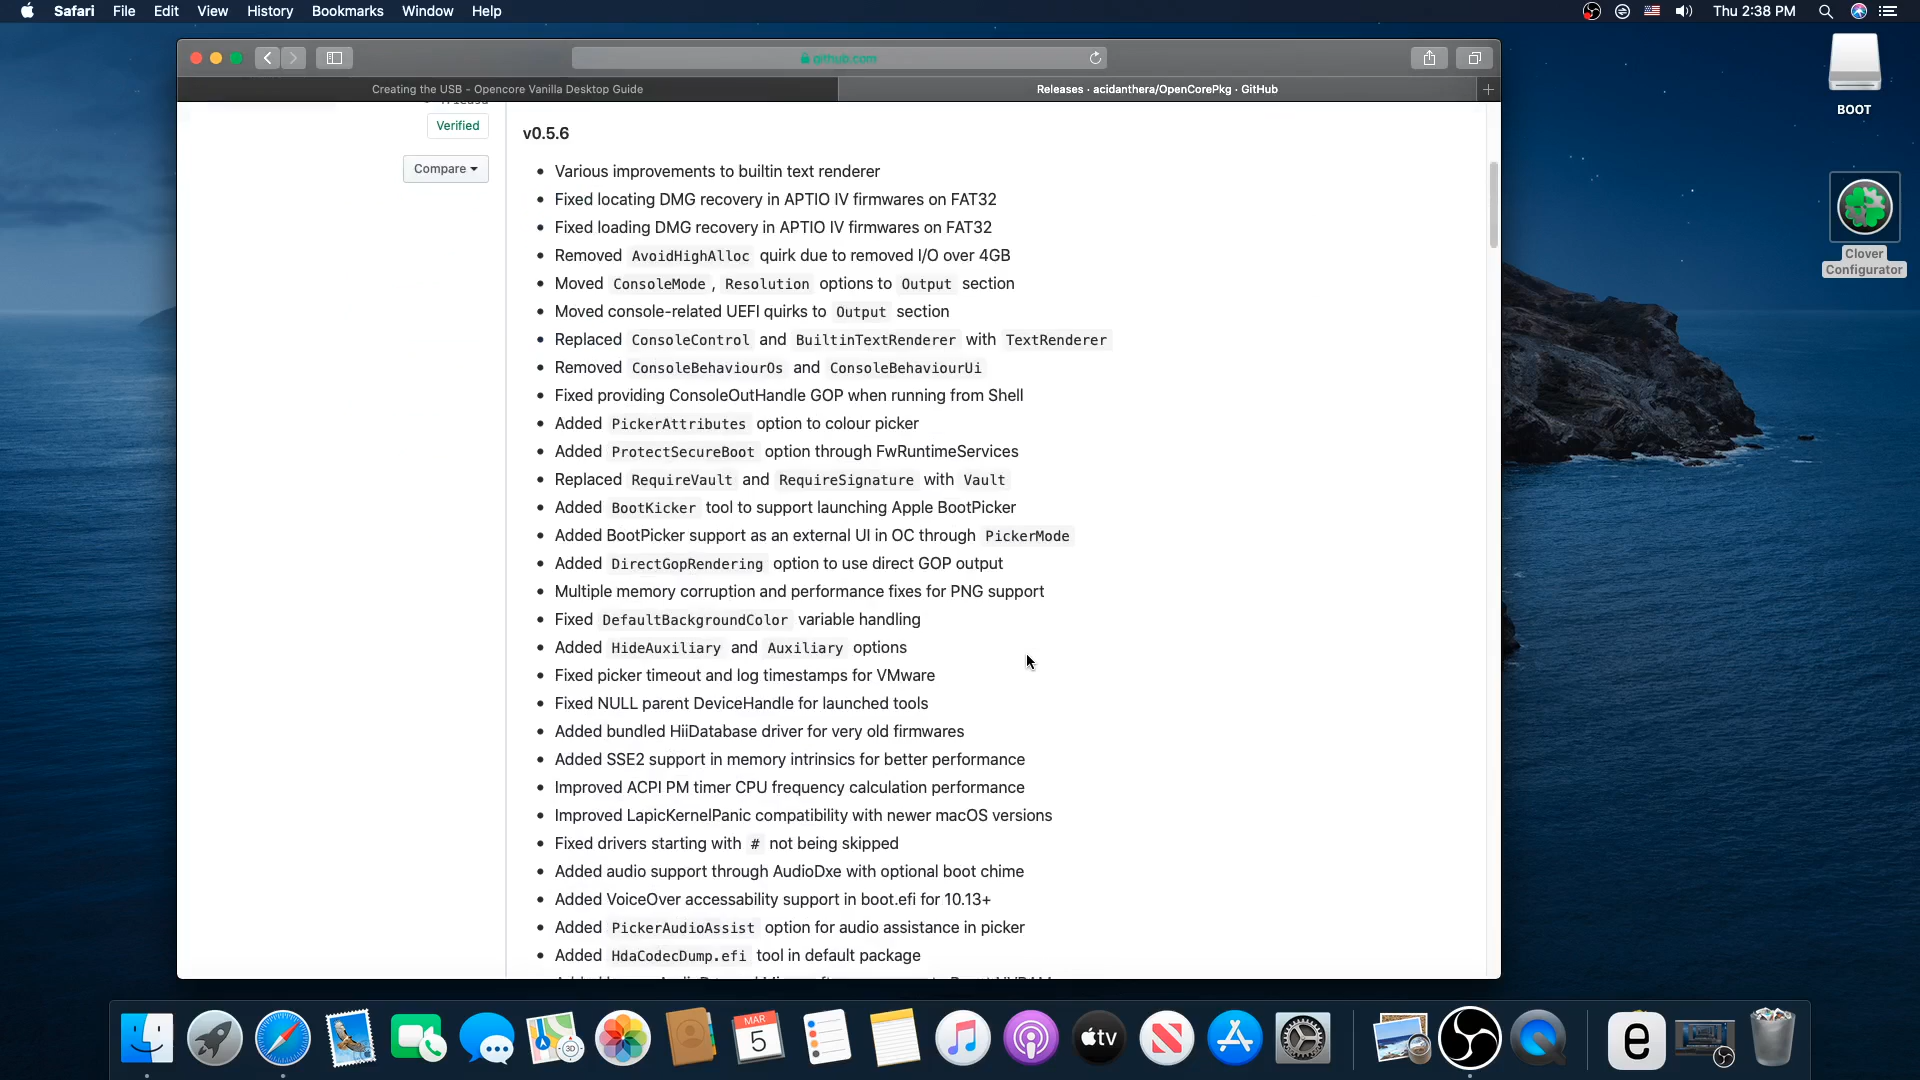 Safari File Edit View History Bookmarks Window Help
Thu 2:38 PM
github.com
Creating the USB - Opencore Vanilla Desktop Guide
Releases · acidanthera/OpenCorePkg · GitHub
BOOT
Clover
Configurator
Verified
Compare
v0.5.6
Various improvements to builtin text renderer
Fixed locating DMG recovery in APTIO IV firmwares on FAT32
Fixed loading DMG recovery in APTIO IV firmwares on FAT32
Removed AvoidHighAlloc quirk due to removed I/O over 4GB
Moved ConsoleMode, Resolution options to Output section
Moved console-related UEFI quirks to Output section
Replaced ConsoleControl and BuiltinTextRenderer with TextRenderer
Removed ConsoleBehaviourOs and ConsoleBehaviourUi
Fixed providing ConsoleOutHandle GOP when running from Shell
Added PickerAttributes option to colour picker
Added ProtectSecureBoot option through FwRuntimeServices
Replaced RequireVault and RequireSignature with Vault
Added BootKicker tool to support launching Apple BootPicker
Added BootPicker support as an external UI in OC through PickerMode
Added DirectGopRendering option to use direct GOP output
Multiple memory corruption and performance fixes for PNG support
Fixed DefaultBackgroundColor variable handling
Added HideAuxiliary and Auxiliary options
Fixed picker timeout and log timestamps for VMware
Fixed NULL parent DeviceHandle for launched tools
Added bundled HiiDatabase driver for very old firmwares
Added SSE2 support in memory intrinsics for better performance
Improved ACPI PM timer CPU frequency calculation performance
Improved LapicKernelPanic compatibility with newer macOS versions
Fixed drivers starting with # not being skipped
Added audio support through AudioDxe with optional boot chime
Added VoiceOver accessability support in boot.efi for 10.13+
Added PickerAudioAssist option for audio assistance in picker
Added HdaCodecDump.efi tool in default package
MAR
5
tv
e